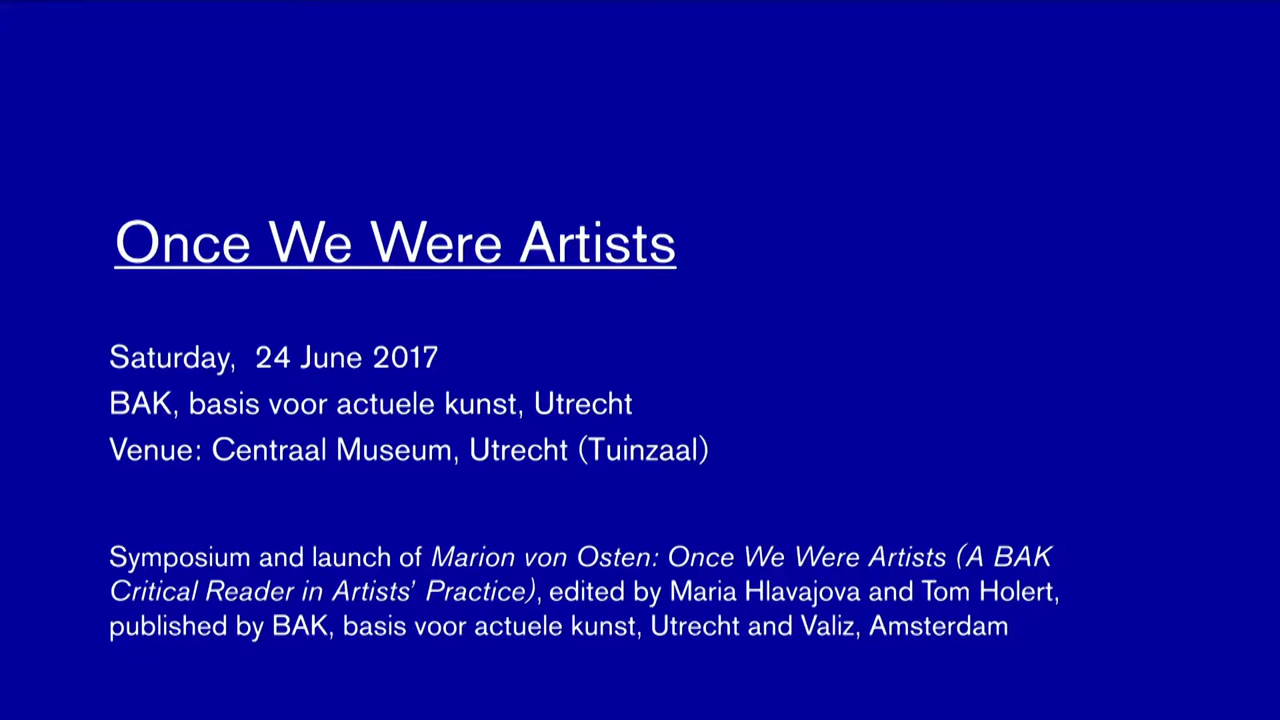 Once We Were Artists
Saturday,  24 June 2017
BAK, basis voor actuele kunst, Utrecht
Venue: Centraal Museum, Utrecht (Tuinzaal)
Symposium and launch of Marion von Osten: Once We Were Artists (A BAK
Critical Reader in Artists’ Practice), edited by Maria Hlavajova and Tom Holert,
published by BAK, basis voor actuele kunst, Utrecht and Valiz, Amsterdam